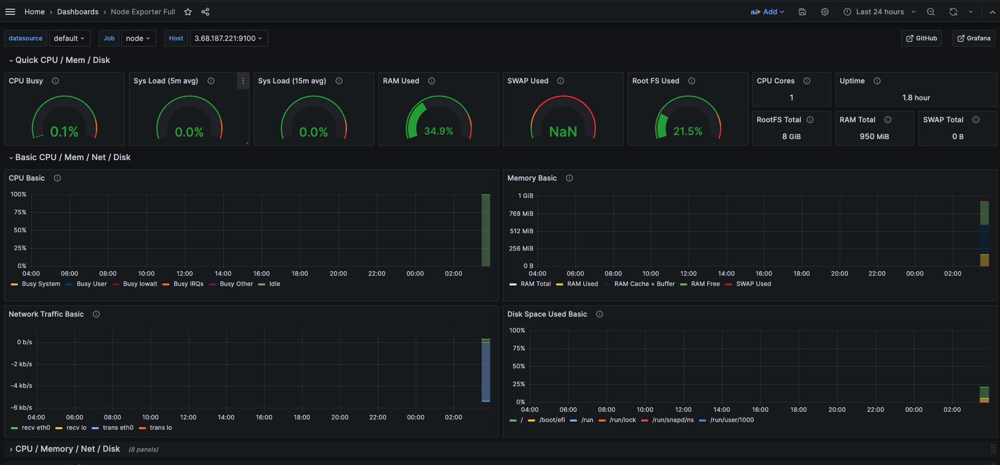 Home › Dashboards › Node Exporter Full Add Last 24 hours
datasource default Job node Host 3.68.187.221:9100 GitHub Grafana
Quick CPU / Mem / Disk
CPU Busy
0.1%
Sys Load (5m avg)
0.0%
Sys Load (15m avg)
0.0%
RAM Used
34.9%
SWAP Used
NaN
Root FS Used
21.5%
CPU Cores
1
Uptime
1.8 hour
RootFS Total
8 GiB
RAM Total
950 MiB
SWAP Total
0 B
Basic CPU / Mem / Net / Disk
CPU Basic
100%
75%
50%
25%
0%
04:00 06:00 08:00 10:00 12:00 14:00 16:00 18:00 20:00 22:00 00:00 02:00
Busy System Busy User Busy Iowait Busy IRQs Busy Other Idle
Memory Basic
1 GiB
768 MiB
512 MiB
256 MiB
0 B
04:00 06:00 08:00 10:00 12:00 14:00 16:00 18:00 20:00 22:00 00:00 02:00
RAM Total RAM Used RAM Cache + Buffer RAM Free SWAP Used
Network Traffic Basic
0 b/s
-2 kb/s
-4 kb/s
-6 kb/s
04:00 06:00 08:00 10:00 12:00 14:00 16:00 18:00 20:00 22:00 00:00 02:00
recv eth0 recv lo trans eth0 trans lo
Disk Space Used Basic
100%
75%
50%
25%
0%
04:00 06:00 08:00 10:00 12:00 14:00 16:00 18:00 20:00 22:00 00:00 02:00
/ /boot/efi /run /run/lock /run/snapd/ns /run/user/1000
CPU / Memory / Net / Disk (8 panels)